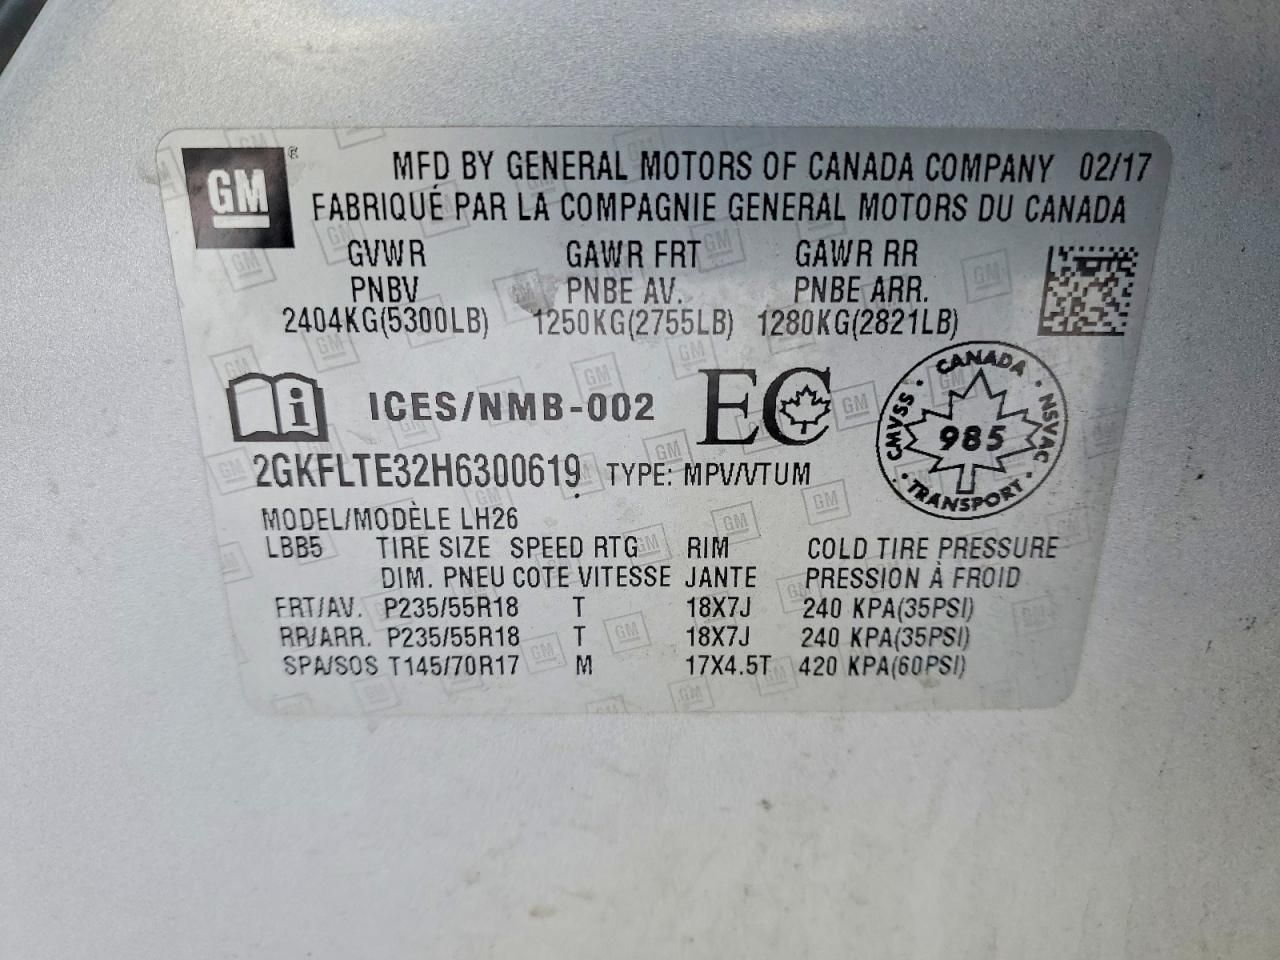 GM ®
MFD BY GENERAL MOTORS OF CANADA COMPANY 02/17
FABRIQUÉ PAR LA COMPAGNIE GENERAL MOTORS DU CANADA
GVWR GAWR FRT GAWR RR
PNBV PNBE AV. PNBE ARR.
2404KG(5300LB) 1250KG(2755LB) 1280KG(2821LB)
i ICES/NMB-002 EC
CANADA
CMVSS · NSVAC
985
TRANSPORT
2GKFLTE32H6300619 TYPE: MPV/VTUM
MODEL/MODÈLE LH26
LBB5 TIRE SIZE SPEED RTG RIM COLD TIRE PRESSURE
DIM. PNEU COTE VITESSE JANTE PRESSION À FROID
FRT/AV. P235/55R18 T 18X7J 240 KPA(35PSI)
RR/ARR. P235/55R18 T 18X7J 240 KPA(35PSI)
SPA/SOS T145/70R17 M 17X4.5T 420 KPA(60PSI)